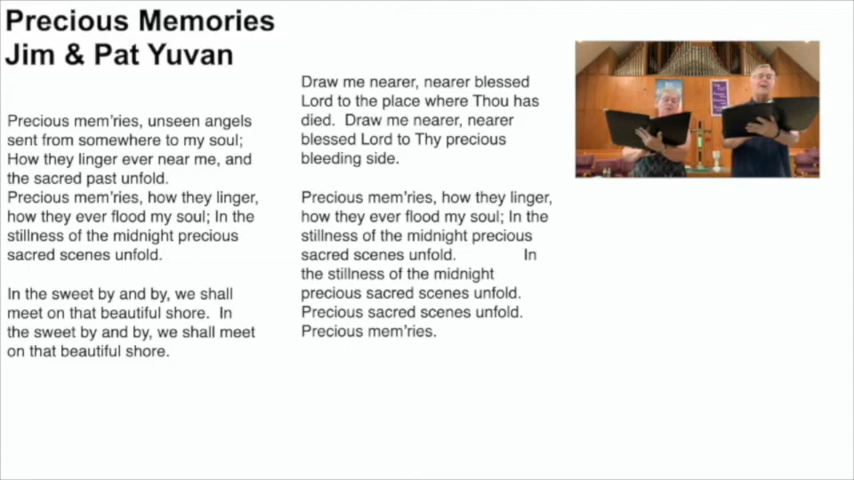 Precious Memories
Jim & Pat Yuvan
Precious mem'ries, unseen angels
sent from somewhere to my soul;
How they linger ever near me, and
the sacred past unfold.
Precious mem'ries, how they linger,
how they ever flood my soul; In the
stillness of the midnight precious
sacred scenes unfold.
In the sweet by and by, we shall
meet on that beautiful shore.  In
the sweet by and by, we shall meet
on that beautiful shore.
Draw me nearer, nearer blessed
Lord to the place where Thou has
died.  Draw me nearer, nearer
blessed Lord to Thy precious
bleeding side.
Precious mem'ries, how they linger,
how they ever flood my soul; In the
stillness of the midnight precious
sacred scenes unfold. In
the stillness of the midnight
precious sacred scenes unfold.
Precious sacred scenes unfold.
Precious mem'ries.